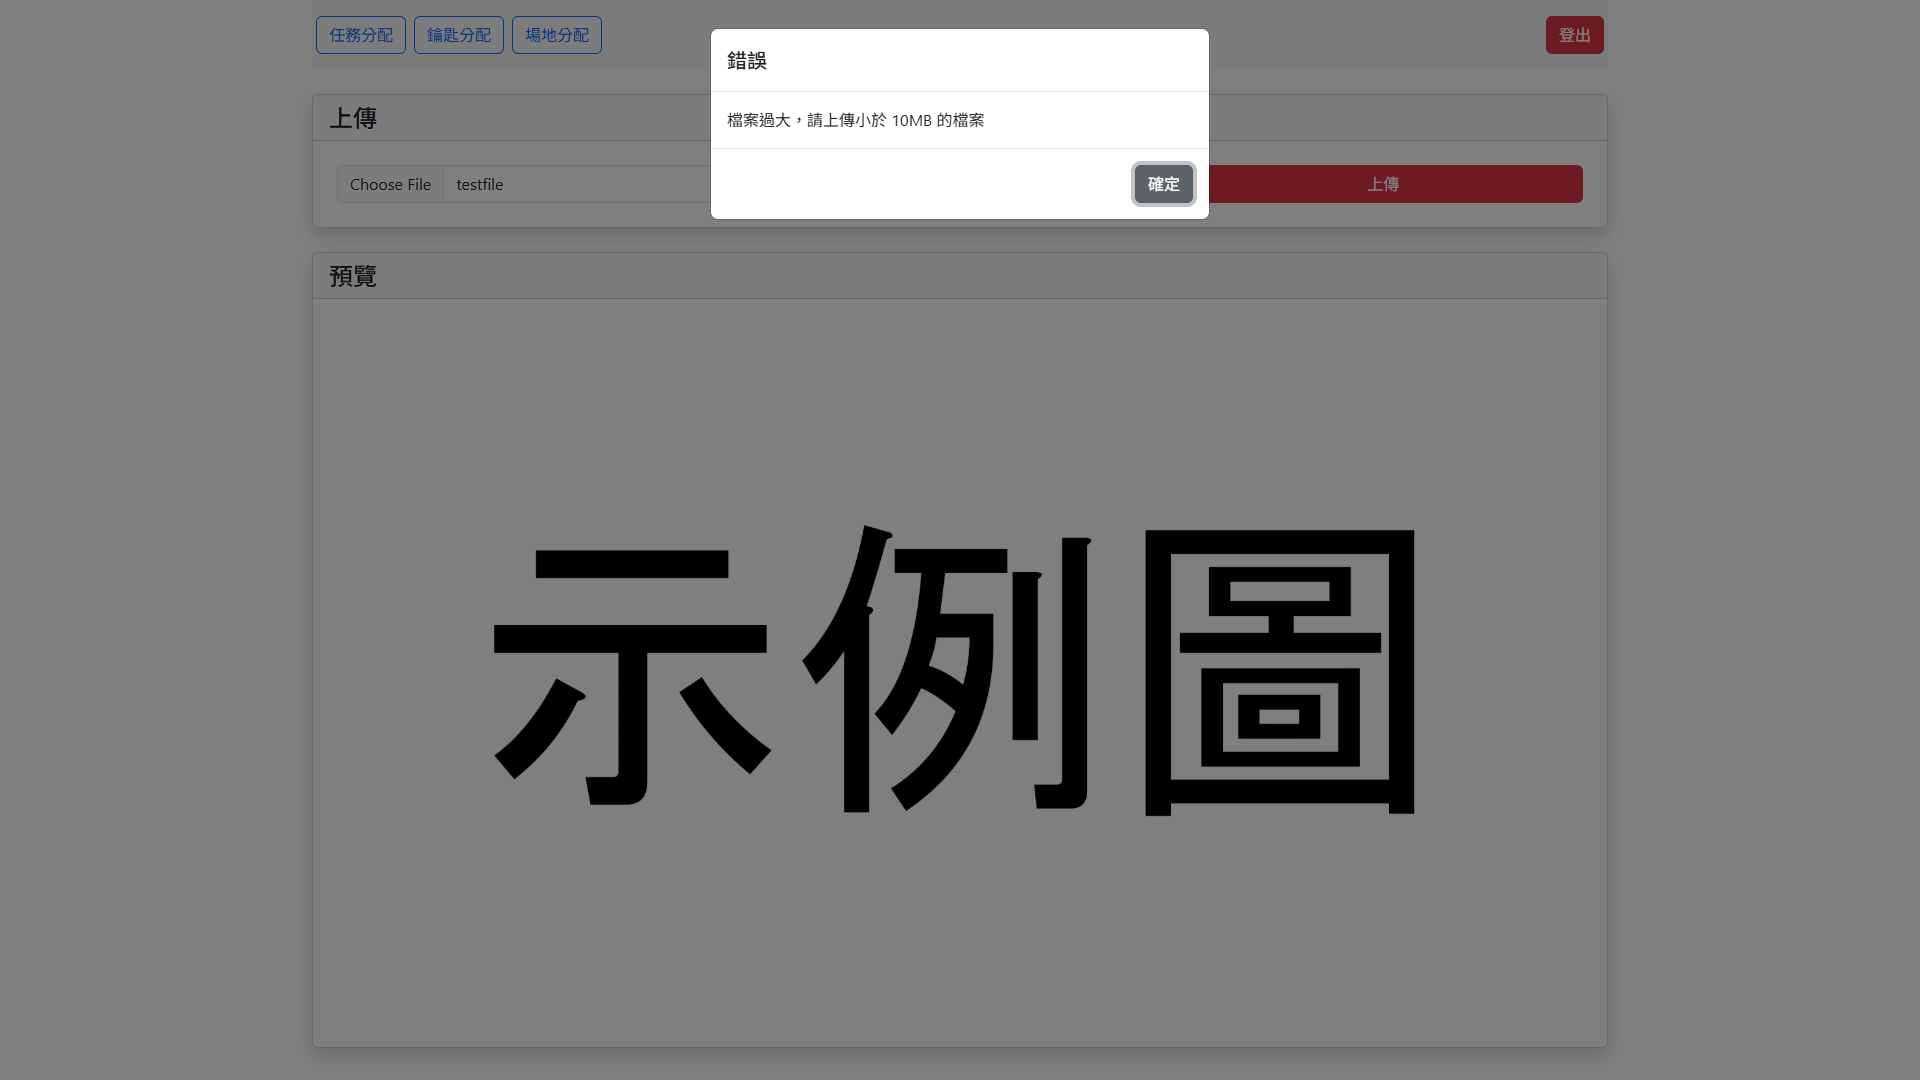 任務分配 鑰匙分配 場地分配 登出
錯誤
檔案過大，請上傳小於 10MB 的檔案
確定
上傳
Choose File testfile 上傳
預覽
示例圖